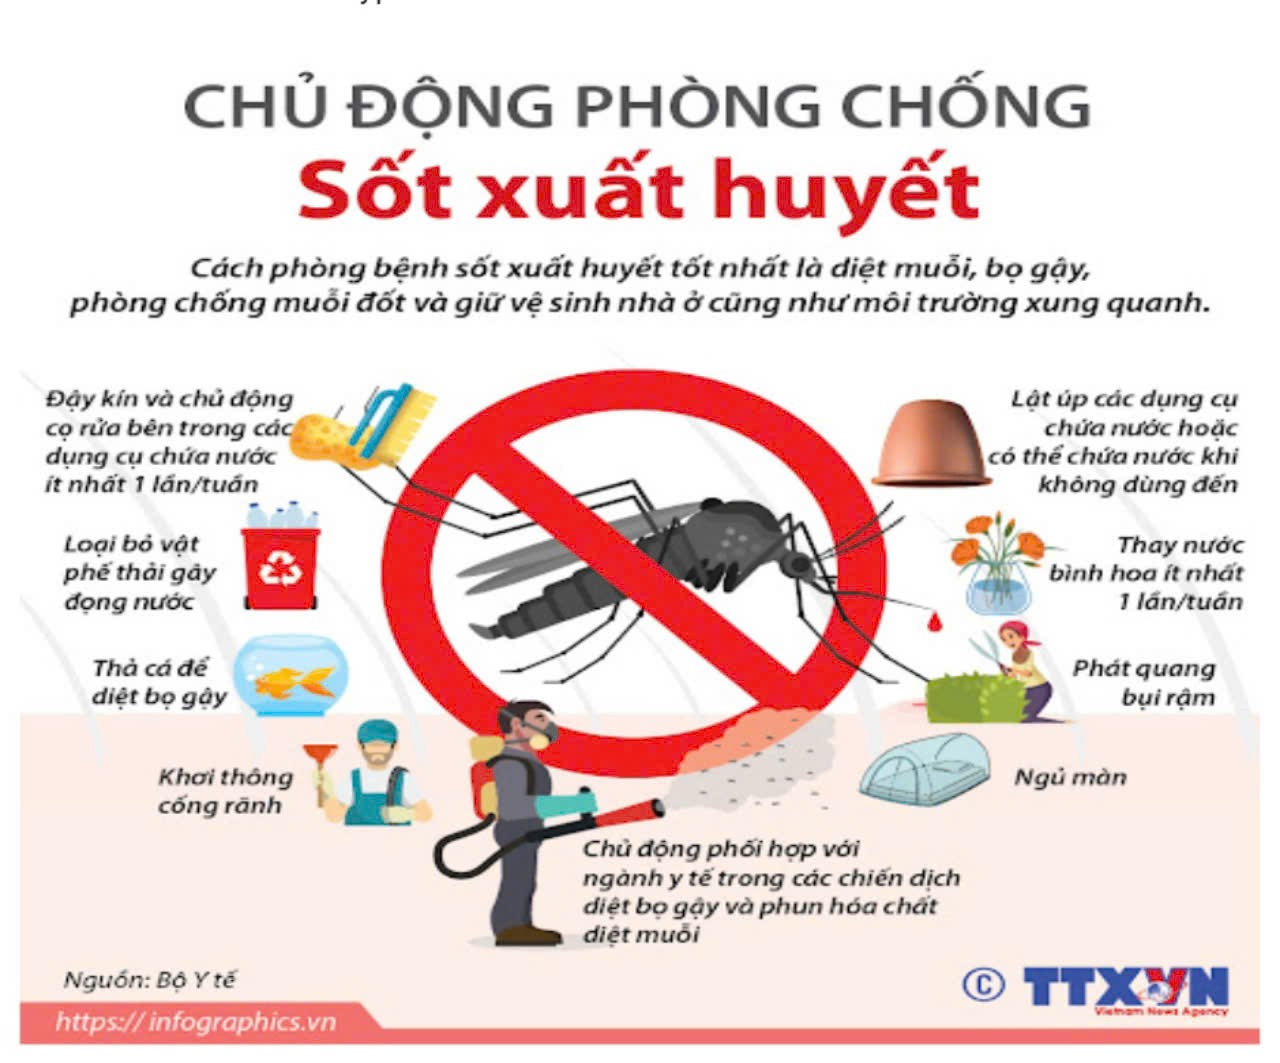 CHỦ ĐỘNG PHÒNG CHỐNG
Sốt xuất huyết
Cách phòng bệnh sốt xuất huyết tốt nhất là diệt muỗi, bọ gậy,
phòng chống muỗi đốt và giữ vệ sinh nhà ở cũng như môi trường xung quanh.
Đậy kín và chủ động
cọ rửa bên trong các
dụng cụ chứa nước
ít nhất 1 lần/tuần
Lật úp các dụng cụ
chứa nước hoặc
có thể chứa nước khi
không dùng đến
Loại bỏ vật
phế thải gây
đọng nước
Thay nước
bình hoa ít nhất
1 lần/tuần
Thả cá để
diệt bọ gậy
Phát quang
bụi rậm
Khơi thông
cống rãnh
Ngủ màn
Chủ động phối hợp với
ngành y tế trong các chiến dịch
diệt bọ gậy và phun hóa chất
diệt muỗi
Nguồn: Bộ Y tế
https://infographics.vn
© TTXVN
Vietnam News Agency